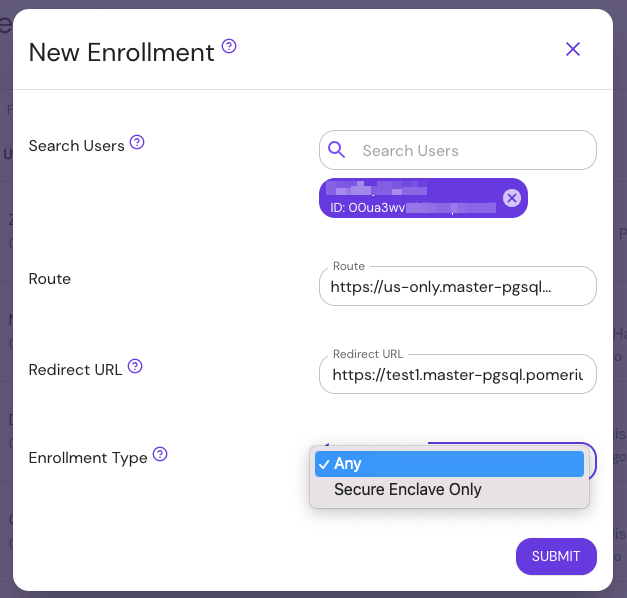 New Enrollment
Search Users
Search Users
ID: 00ua3wv
Route
Route
https://us-only.master-pgsql...
Redirect URL
Redirect URL
https://test1.master-pgsql.pomeriu
Enrollment Type
Any
Secure Enclave Only
SUBMIT